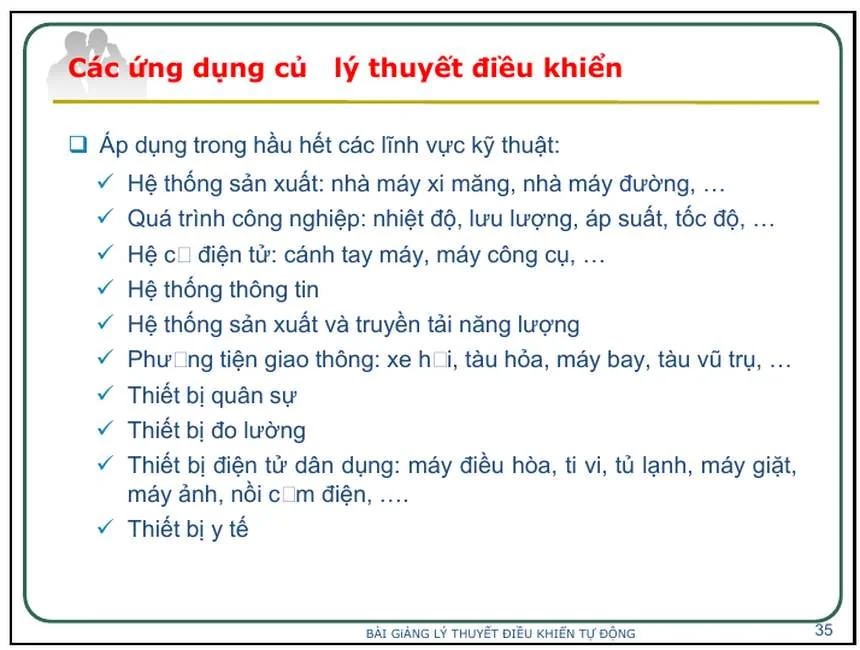 Các ứng dụng củ lý thuyết điều khiển
Áp dụng trong hầu hết các lĩnh vực kỹ thuật:
Hệ thống sản xuất: nhà máy xi măng, nhà máy đường, …
Quá trình công nghiệp: nhiệt độ, lưu lượng, áp suất, tốc độ, …
Hệ c□ điện tử: cánh tay máy, máy công cụ, …
Hệ thống thông tin
Hệ thống sản xuất và truyền tải năng lượng
Phư□ng tiện giao thông: xe h□i, tàu hỏa, máy bay, tàu vũ trụ, …
Thiết bị quân sự
Thiết bị đo lường
Thiết bị điện tử dân dụng: máy điều hòa, ti vi, tủ lạnh, máy giặt,
máy ảnh, nồi c□m điện, ….
Thiết bị y tế
BÀI GiẢNG LÝ THUYẾT ĐIỀU KHIỂN TỰ ĐỘNG
35